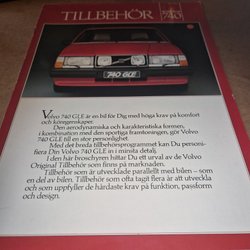 TILLBEHÖR
740
740 GLE
Volvo 740 GLE är en bil för Dig med höga krav på komfort
och köregenskaper.
Den aerodynamiska och karakteristiska formen,
i kombination med den sportiga framtoningen, gör Volvo
740 GLE till en stor personlighet.
Med det breda tillbehörsprogrammet kan Du personi-
fiera Din Volvo 740 GLE in i minsta detalj.
I den här broschyren hittar Du ett urval av de Volvo
Original Tillbehör som finns på marknaden.
Tillbehör som är utvecklade parallellt med bilen – som
en del av bilen. Tillbehör som ofta tagit flera år att utveckla
och som uppfyller de hårdaste krav på funktion, passform
och design.